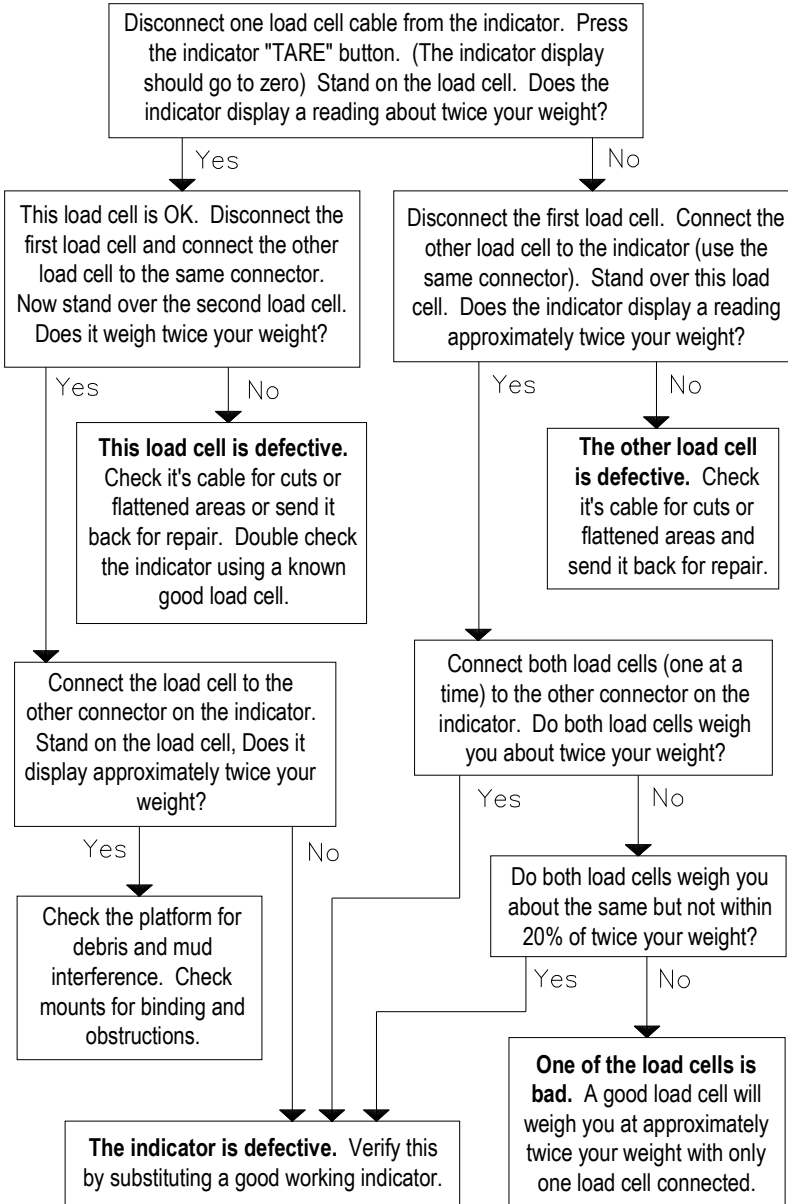 Disconnect one load cell cable from the indicator. Press
the indicator "TARE" button. (The indicator display
should go to zero) Stand on the load cell. Does the
indicator display a reading about twice your weight?
Yes
No
This load cell is OK. Disconnect the
first load cell and connect the other
load cell to the same connector.
Now stand over the second load cell.
Does it weigh twice your weight?
Disconnect the first load cell. Connect the
other load cell to the indicator (use the
same connector). Stand over this load
cell. Does the indicator display a reading
approximately twice your weight?
Yes
No
Yes
No
This load cell is defective.
Check it's cable for cuts or
flattened areas or send it
back for repair. Double check
the indicator using a known
good load cell.
The other load cell
is defective. Check
it's cable for cuts or
flattened areas and
send it back for repair.
Connect the load cell to the
other connector on the indicator.
Stand on the load cell, Does it
display approximately twice your
weight?
Connect both load cells (one at a
time) to the other connector on the
indicator. Do both load cells weigh
you about twice your weight?
Yes
No
Yes
No
Check the platform for
debris and mud
interference. Check
mounts for binding and
obstructions.
Do both load cells weigh you
about the same but not within
20% of twice your weight?
Yes
No
The indicator is defective. Verify this
by substituting a good working indicator.
One of the load cells is
bad. A good load cell will
weigh you at approximately
twice your weight with only
one load cell connected.